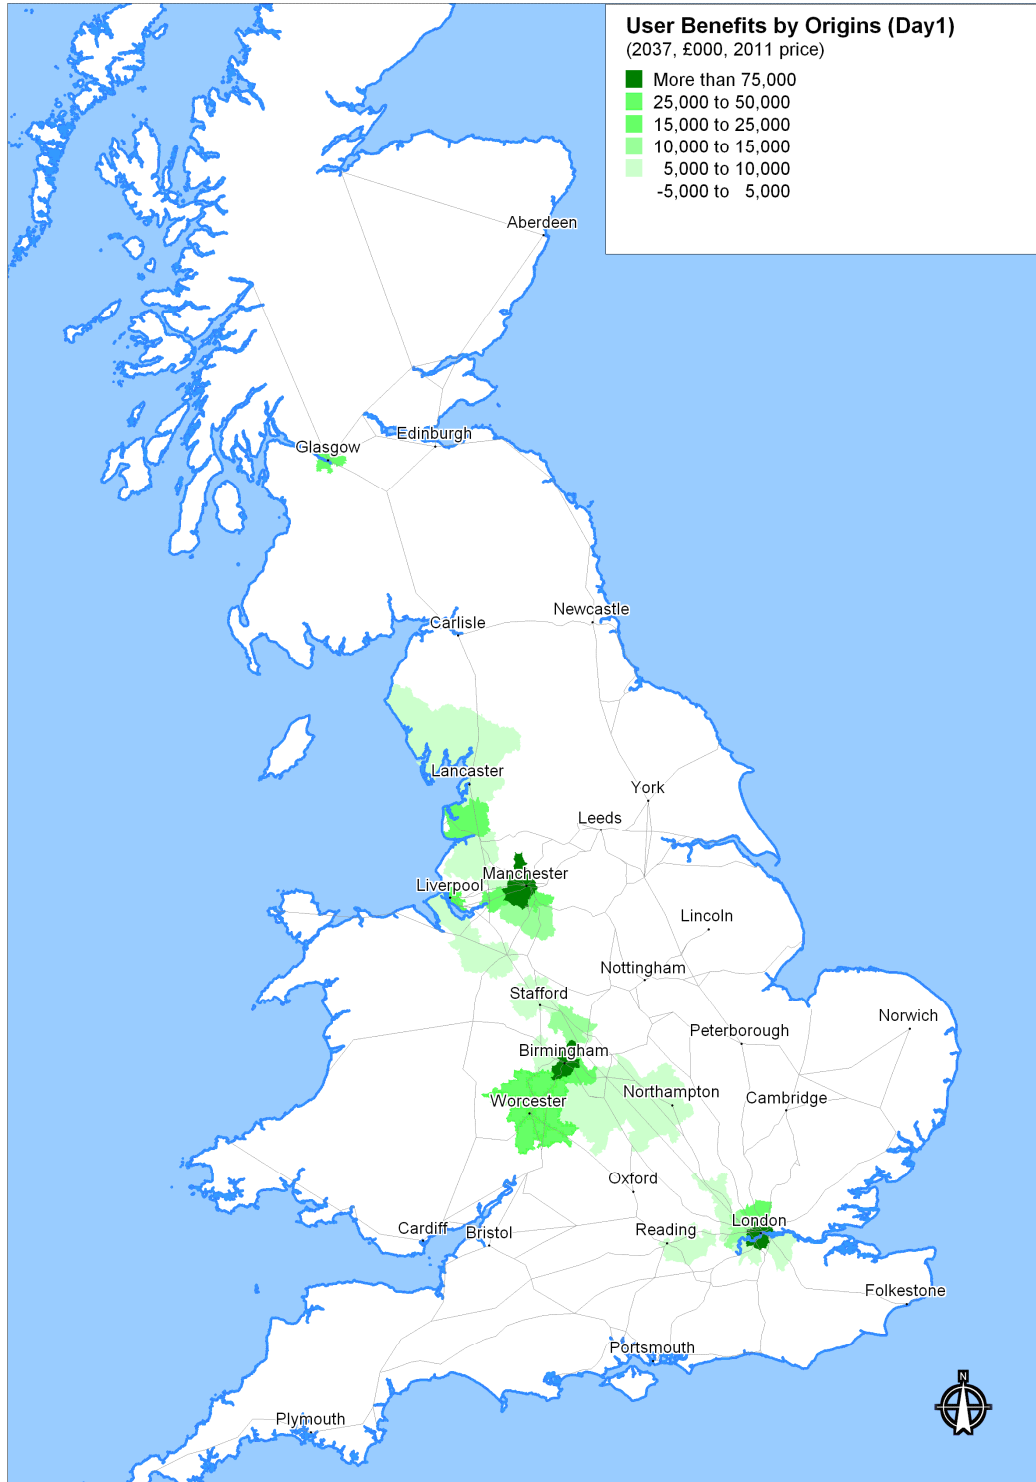 User Benefits by Origins (Day1)
(2037, £000, 2011 price)
More than 75,000
25,000 to 50,000
15,000 to 25,000
10,000 to 15,000
5,000 to 10,000
-5,000 to 5,000
Aberdeen
Edinburgh
Glasgow
Newcastle
Carlisle
Lancaster
York
Leeds
Manchester
Liverpool
Lincoln
Nottingham
Stafford
Norwich
Peterborough
Birmingham
Northampton
Worcester
Cambridge
Oxford
London
Cardiff
Bristol
Reading
Folkestone
Portsmouth
N
Plymouth